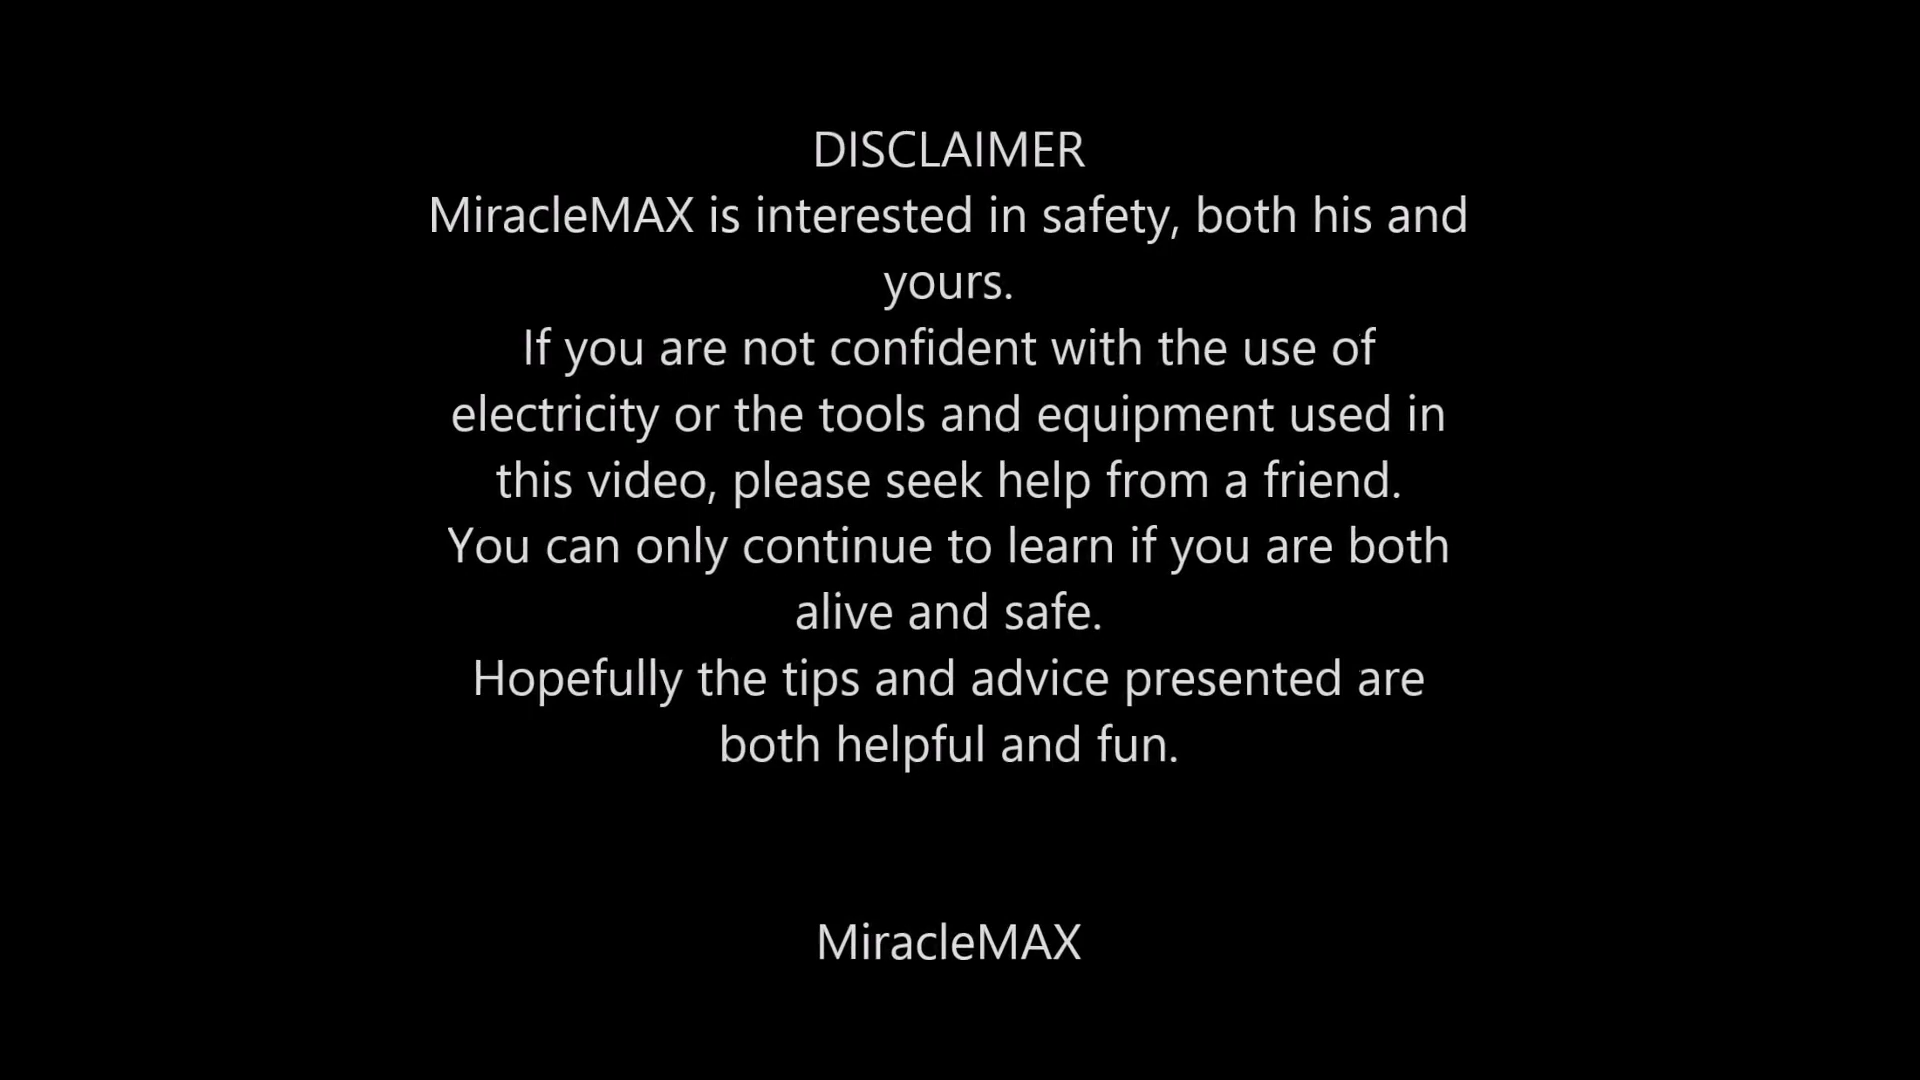 DISCLAIMER
MiracleMAX is interested in safety, both his and
yours.
If you are not confident with the use of
electricity or the tools and equipment used in
this video, please seek help from a friend.
You can only continue to learn if you are both
alive and safe.
Hopefully the tips and advice presented are
both helpful and fun.
MiracleMAX